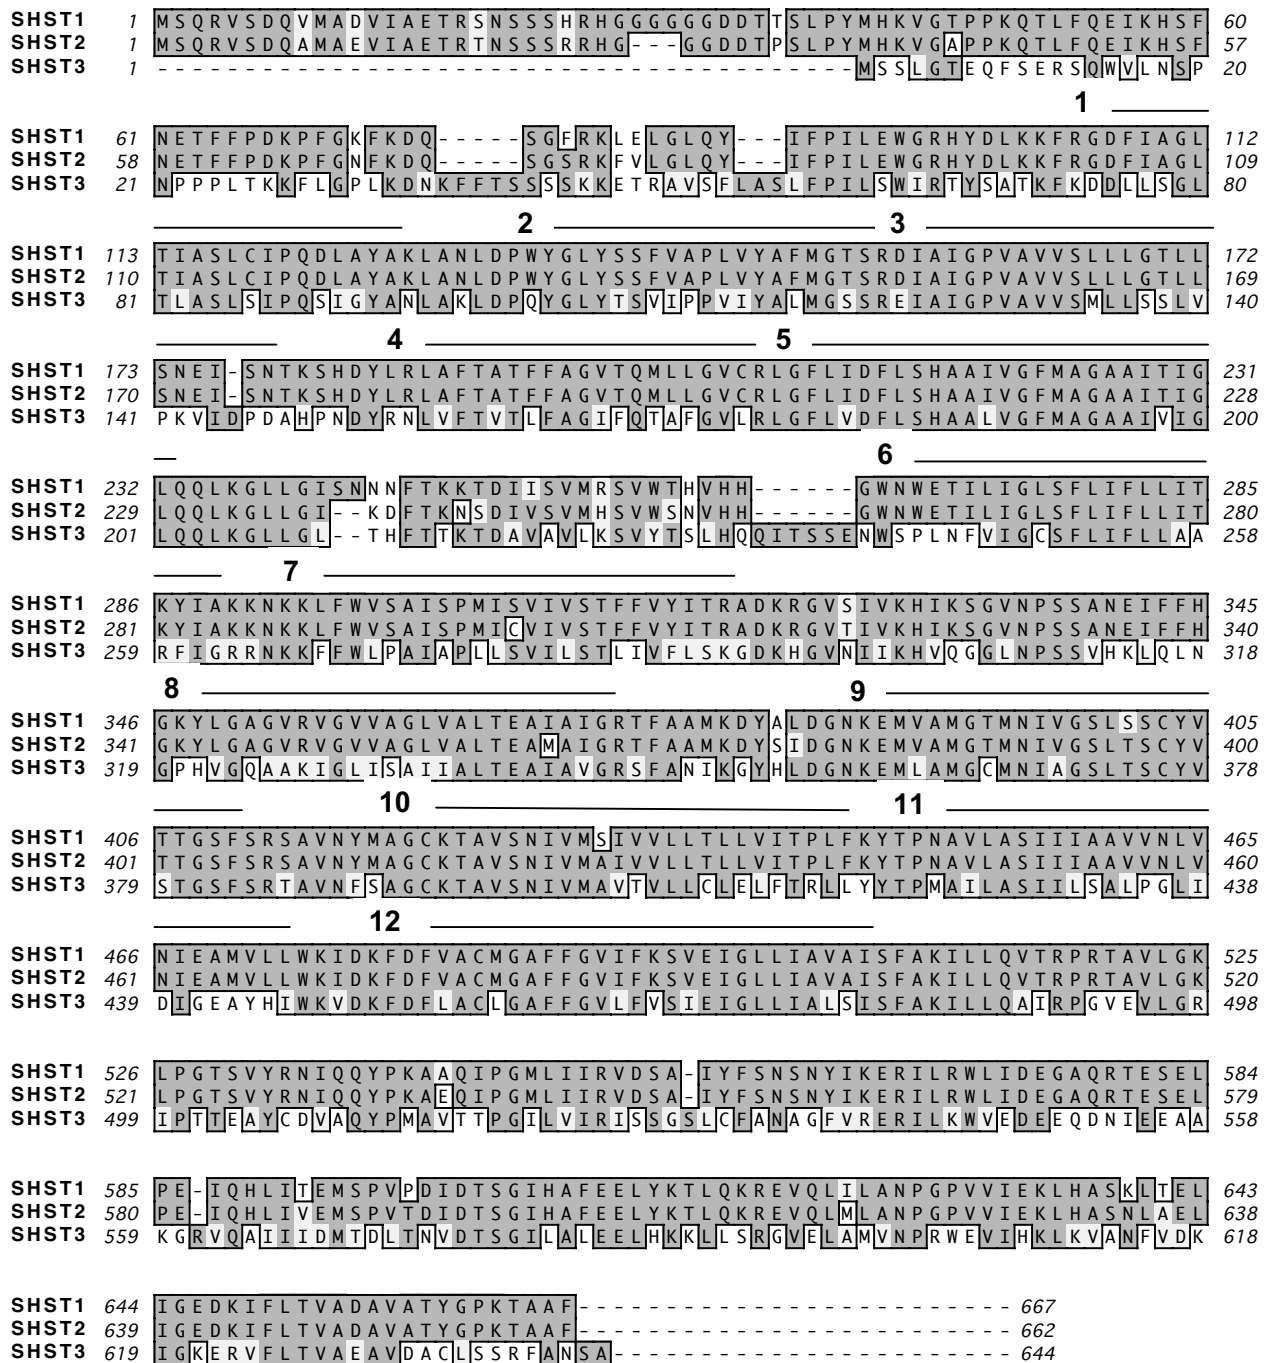 SHST1 1 MSQRVSDQVMADVIAETRSNSSSHRHGGGGGGGDDTTSLPYMHKVGTPPKQTLFQEIKHSF 60
SHST2 1 MSQRVSDQAMAEVIAETRTNSSSRRHG---GGGDDTPSLPYMHKVGAPPKQTLFQEIKHSF 57
SHST3 1 ----------------------------------------MSSLGTEQFSERSQWVLNSP 20
1
SHST1 61 NETFFPDKPFGKFKDQ-----SGFRKLELGLQY---IFPILEWGRHYDLKKFRGDFIAGL 112
SHST2 58 NETFFPDKPFGNFKDQ-----SGSRKFVLGLQY---IFPILEWGRHYDLKKFRGDFIAGL 109
SHST3 21 NPPPLTKKFLGPLKDNKFFTSSSSKKETRAVSFLASLFPILSWIRTYSATKFKDDLLSGL 80
2 3
SHST1 113 TIASLCIPQDLAYAKLANLDPWYGLYSSFVAPLVYAFMGTSRDIAIGPVAVVSLLLGTLL 172
SHST2 110 TIASLCIPQDLAYAKLANLDPWYGLYSSFVAPLVYAFMGTSRDIAIGPVAVVSLLLGTLL 169
SHST3 81 TLASLSIPQSIGYANLAKLDPQYGLYTSVIPPVIYALMGSSREIAIGPVAVVSMLLSSLV 140
4 5
SHST1 173 SNEI-SNTKSHDYLRLAFTATFFAGVTQMLLGVCRLGFLIDFLSHAAIVGFMAGAAITIG 231
SHST2 170 SNEI-SNTKSHDYLRLAFTATFFAGVTQMLLGVCRLGFLIDFLSHAAIVGFMAGAAITIG 228
SHST3 141 PKVIDPDAHPNDYRNLVFTVTLFAGIFQTAFGVLRLGFLVDFLSHAALVGFMAGAAIVIG 200
6
SHST1 232 LQQLKGLLGISNNNFTKKTDIISVMRSVWTHVHH------GWNWETILIGLSFLIFLLIT 285
SHST2 229 LQQLKGLLGI--KDFTKNSDIVSVMHSVWSNVHH------GWNWETILIGLSFLIFLLIT 280
SHST3 201 LQQLKGLLGL--THFTTKTDAVAVLKSVYTSLHQQITSSENWSPLNFVIGCSFLIFLLAA 258
7
SHST1 286 KYIAKKNKKLFWVSAISPMISVIVSTFFVYITRADKRGVSIVKHIKSGVNPSSANEIFFH 345
SHST2 281 KYIAKKNKKLFWVSAISPMICVIVSTFFVYITRADKRGVTIVKHIKSGVNPSSANEIFFH 340
SHST3 259 RFIGRRNKKFFWLPAIAPLLSVILSTLIVFLSKGDKHGVNIIKHVQGGLNPSSVHKLQLN 318
8 9
SHST1 346 GKYLGAGVRVGVVAGLVALTEAIAIGRTFAAMKDYALDGNKEMVAMGTMNIVGSLSSCYV 405
SHST2 341 GKYLGAGVRVGVVAGLVALTEAMAIGRTFAAMKDYSIDGNKEMVAMGTMNIVGSLTSCYV 400
SHST3 319 GPHVGQAAKIGLISAIIALTEAIAVGRSFANIKGYHLDGNKEMLAMGCMNIAGSLTSCYV 378
10 11
SHST1 406 TTGSFSRSAVNYMAGCKTAVSNIVMSIVVLLTLLVITPLFKYTPNAVLASIIIAAVVNLV 465
SHST2 401 TTGSFSRSAVNYMAGCKTAVSNIVMAIVVLLTLLVITPLFKYTPNAVLASIIIAAVVNLV 460
SHST3 379 STGSFSRTAVNFSAGCKTAVSNIVMAVTVLLCLELFTRLLYYTPMAILASIILSALPGLI 438
12
SHST1 466 NIEAMVLLWKIDKFDFVACMGAFFGVIFKSVEIGLLIAVAISFAKILLQVTRPRTAVLGK 525
SHST2 461 NIEAMVLLWKIDKFDFVACMGAFFGVIFKSVEIGLLIAVAISFAKILLQVTRPRTAVLGK 520
SHST3 439 DIGEAYHIWKVDKFDFLACLGAFFGVLFVSIEIGLLIALSISFAKILLQAIRPGVEVLGR 498
SHST1 526 LPGTSVYRNIQQYPKAAQIPGMLIIRVDSA-IYFSNSNYIKERILRWLIDEGAQRTESEL 584
SHST2 521 LPGTSVYRNIQQYPKAEQIPGMLIIRVDSA-IYFSNSNYIKERILRWLIDEGAQRTESEL 579
SHST3 499 IPTTEAYCDVAQYPMAVTTPGILVIRISSGSLCFANAGFVRERILKWVEDEEQDNIEEAA 558
SHST1 585 PE-IQHLITEMSPVPDIDTSGIHAFEELYKTLQKREVQLILANPGPVVIEKLHASKLTEL 643
SHST2 580 PE-IQHLIVEMSPVTDIDTSGIHAFEELYKTLQKREVQLMLANPGPVVIEKLHASNLAEL 638
SHST3 559 KGRVQAIIIDMTDLTNVDTSGILALEELHKKLLSRGVELAMVNPRWEVIHKLKVANFVDK 618
SHST1 644 IGEDKIFLTVADAVATYGPKTAAF------------------------- 667
SHST2 639 IGEDKIFLTVADAVATYGPKTAAF------------------------- 662
SHST3 619 IGKERVFLTVAEAVDACLSSRFANSA----------------------- 644